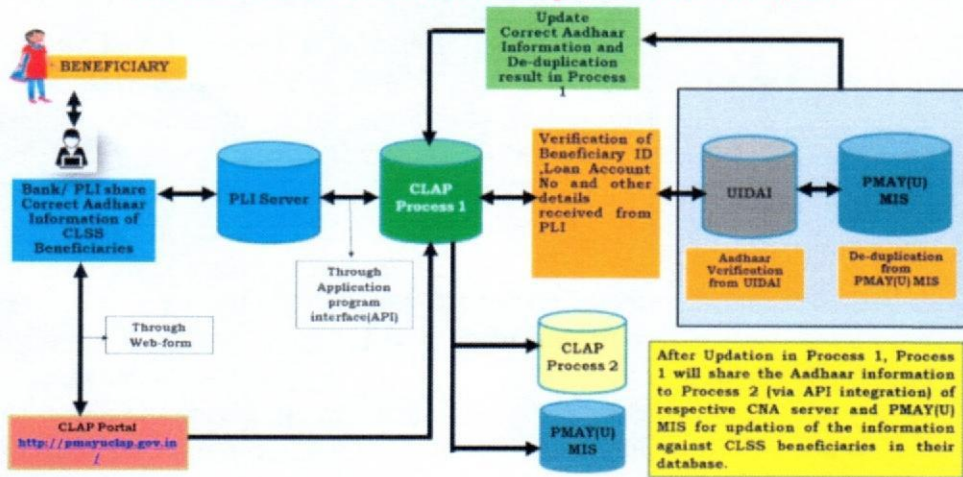 Update
Correct Aadhaar
Information and
De-duplication
result in Process
1
BENEFICIARY
Bank/ PLI share
Correct Aadhaar
Information of
CLSS
Beneficiaries
PLI Server
CLAP
Process 1
Verification of
Beneficiary ID
,Loan Account
No and other
details
received from
PLI
UIDAI
PMAY(U)
MIS
Aadhaar
Verification
from UIDAI
De-duplication
from
PMAY(U) MIS
Through
Application
program
interface(API)
Through
Web-form
CLAP
Process 2
PMAY(U)
MIS
CLAP Portal
http://pmayuclap.gov.in
/
After Updation in Process 1, Process
1 will share the Aadhaar information
to Process 2 (via API integration) of
respective CNA server and PMAY(U)
MIS for updation of the information
against CLSS beneficiaries in their
database.